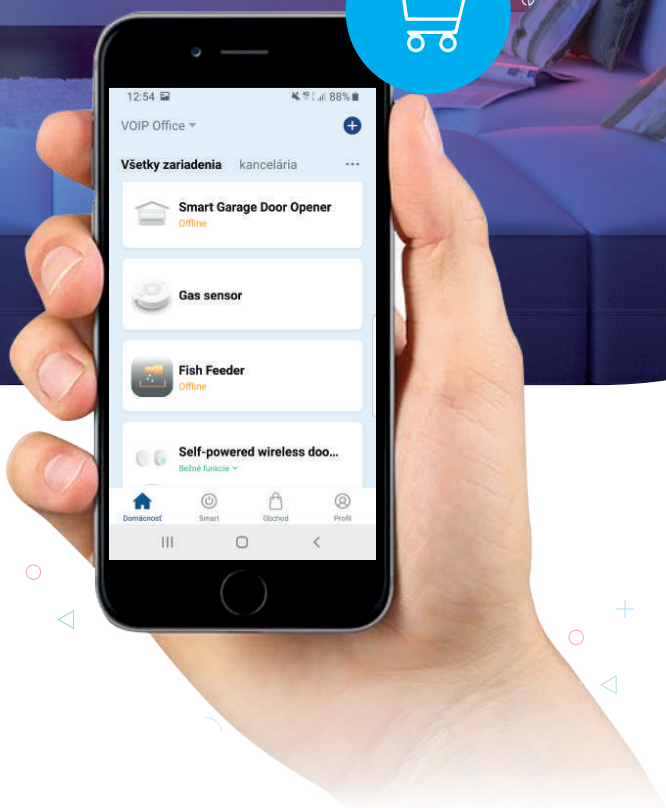 12:54 88%
VOIP Office
Všetky zariadenia kancelária
Smart Garage Door Opener
Offline
Gas sensor
Fish Feeder
Offline
Self-powered wireless doo...
Bežné funkcie
Domácnosť Smart Obchod Profil